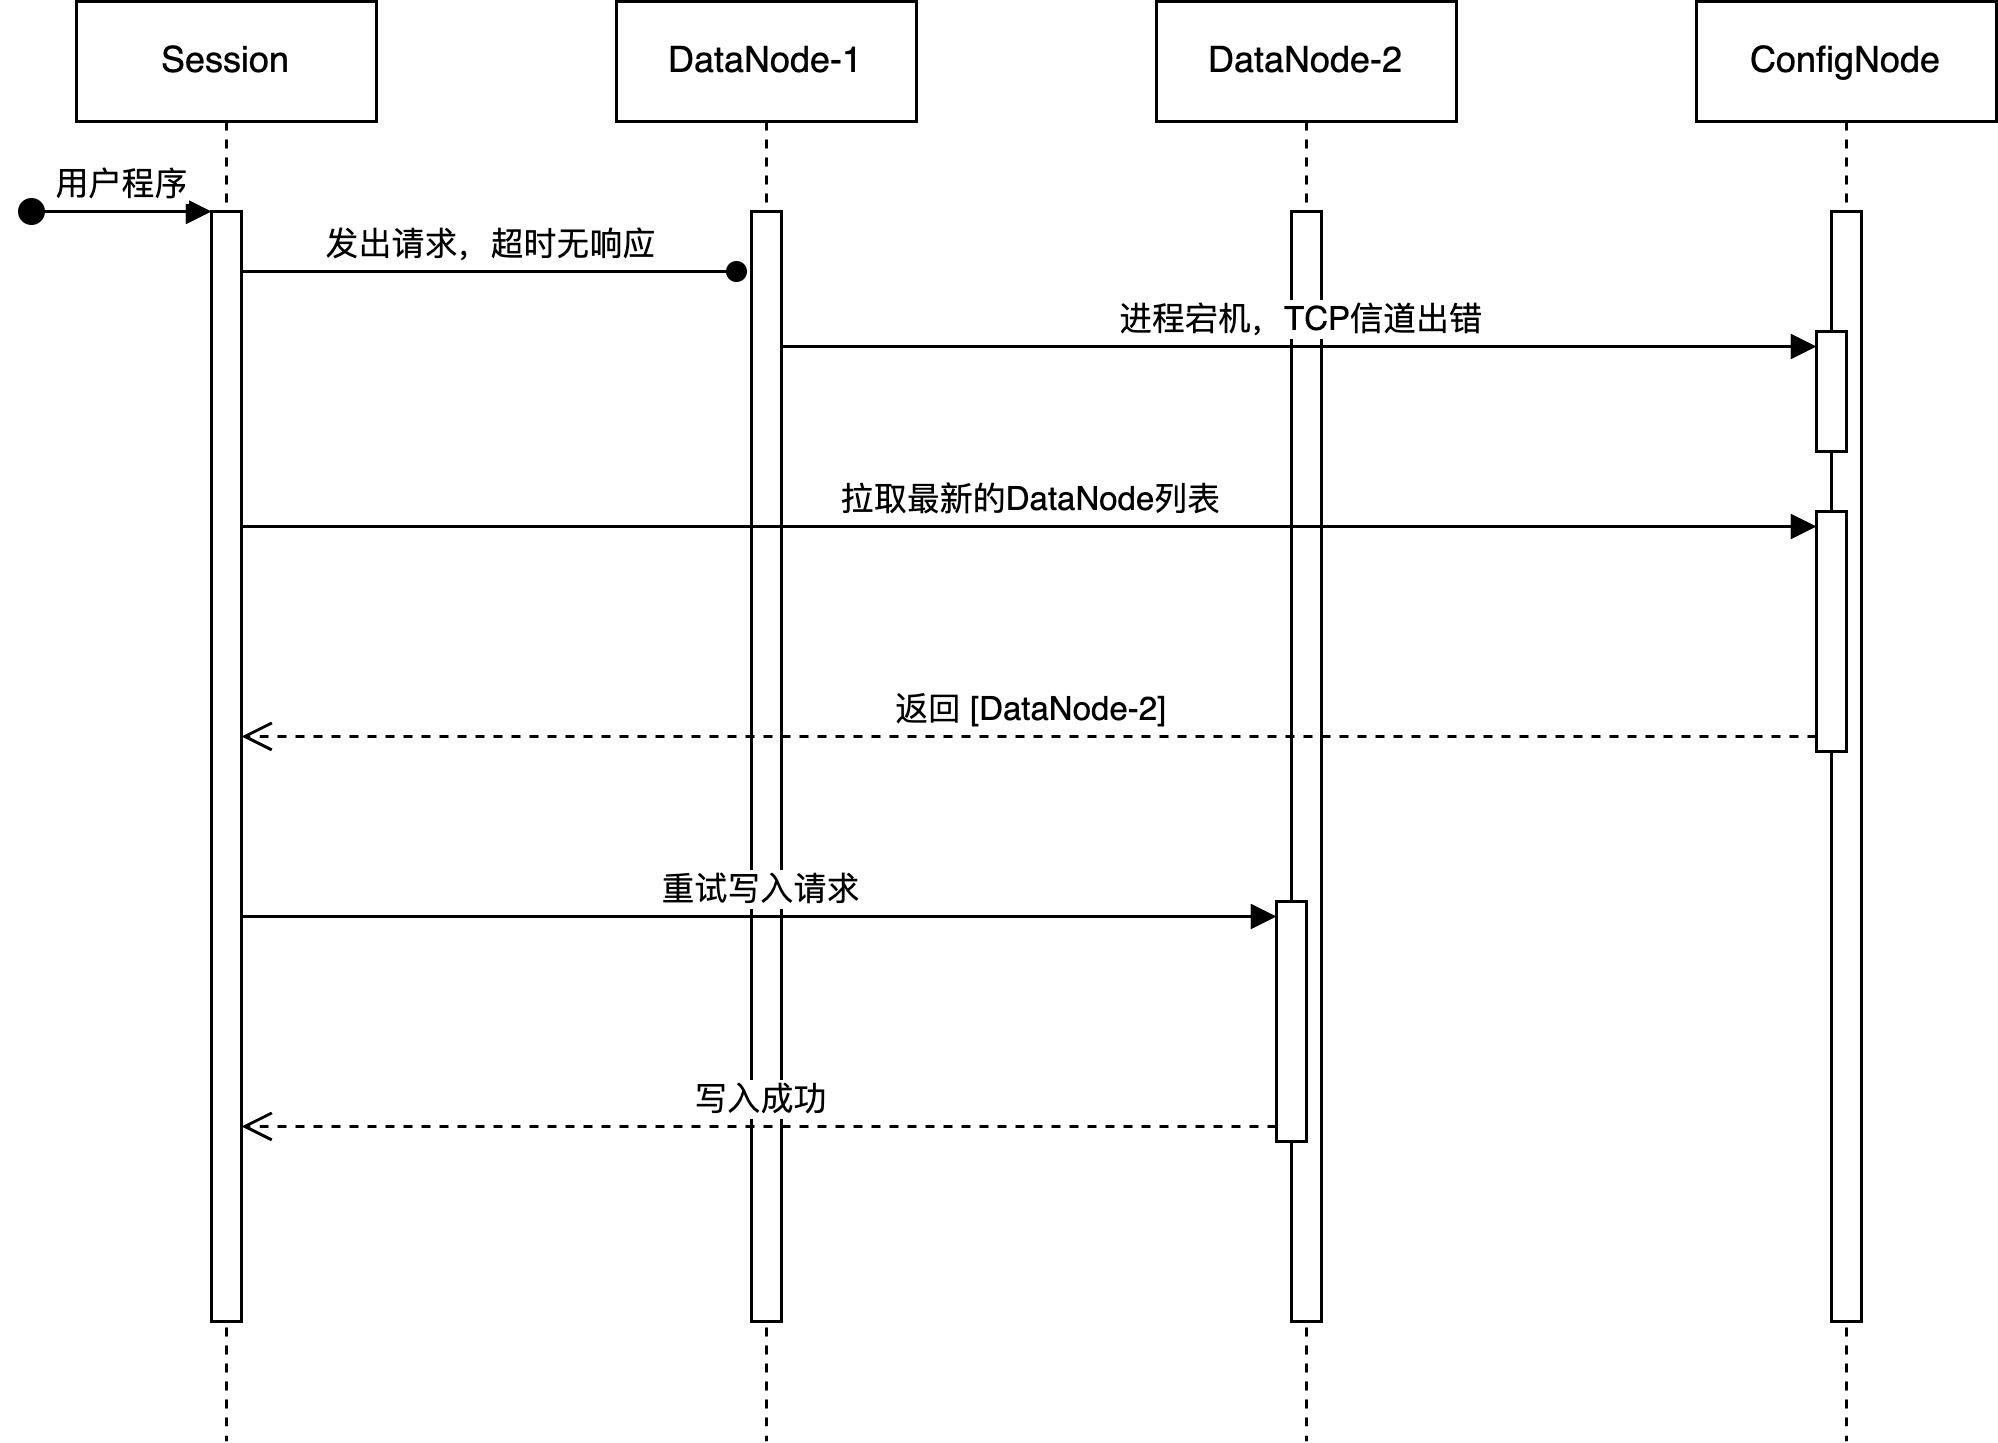 Session
DataNode-1
DataNode-2
ConfigNode
用户程序
发出请求，超时无响应
进程宕机，TCP信道出错
拉取最新的DataNode列表
返回 [DataNode-2]
重试写入请求
写入成功